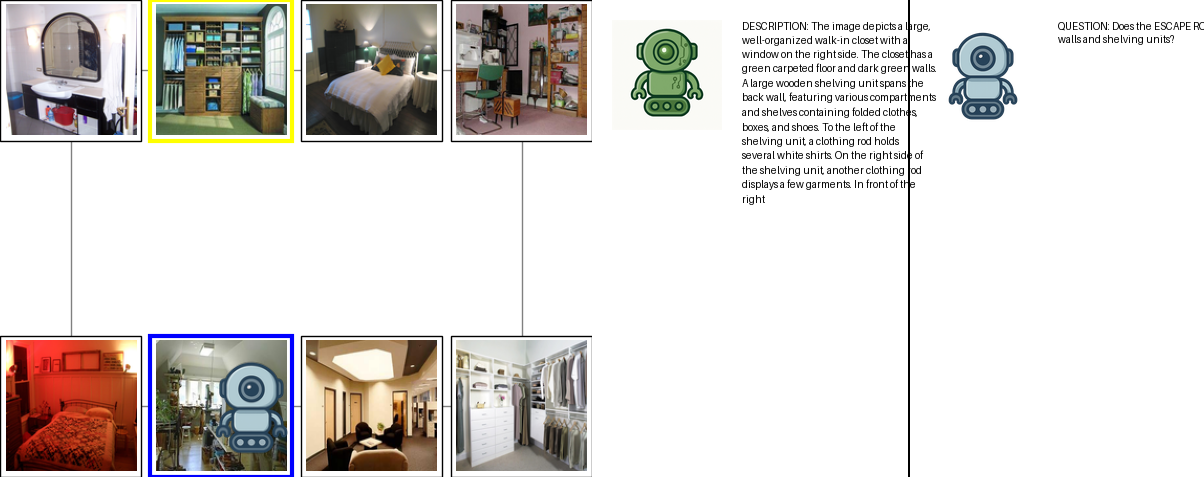 DESCRIPTION: The image depicts a large,
well-organized walk-in closet with a
window on the right side. The closet has a
green carpeted floor and dark green walls.
A large wooden shelving unit spans the
back wall, featuring various compartments
and shelves containing folded clothes,
boxes, and shoes. To the left of the
shelving unit, a clothing rod holds
several white shirts. On the right side of
the shelving unit, another clothing rod
displays a few garments. In front of the
right
QUESTION: Does the ESCAPE RO
walls and shelving units?